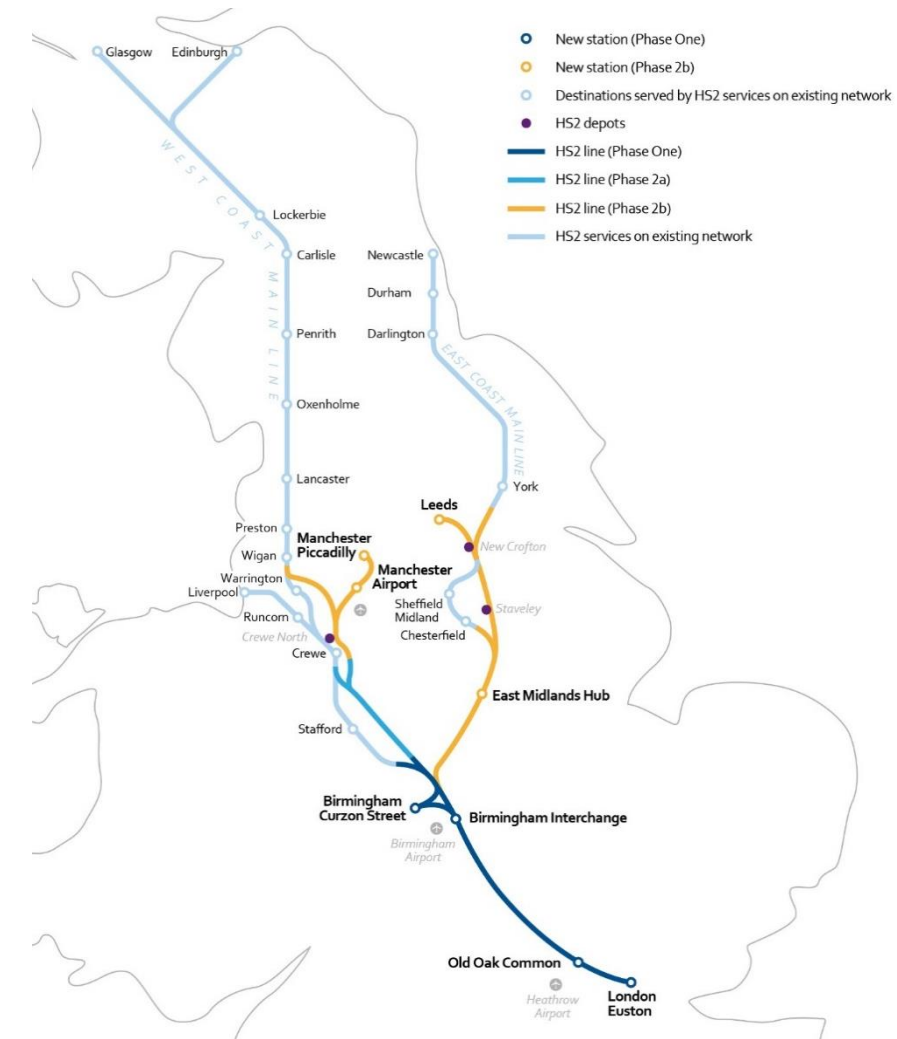 New station (Phase One)
New station (Phase 2b)
Destinations served by HS2 services on existing network
HS2 depots
HS2 line (Phase One)
HS2 line (Phase 2a)
HS2 line (Phase 2b)
HS2 services on existing network
Glasgow
Edinburgh
WEST COAST MAIN LINE
Lockerbie
Carlisle
Newcastle
Durham
Penrith
Darlington
EAST COAST MAIN LINE
Oxenholme
Lancaster
York
Leeds
Preston
Manchester
Piccadilly
New Crofton
Wigan
Manchester
Airport
Warrington
Liverpool
Sheffield
Midland
Staveley
Runcorn
Chesterfield
Crewe North
Crewe
East Midlands Hub
Stafford
Birmingham
Curzon Street
Birmingham Interchange
Birmingham
Airport
Old Oak Common
Heathrow
Airport
London
Euston